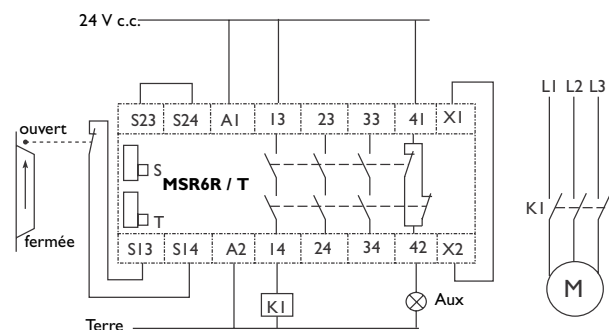 24 V c.c.
S23 S24 A1 13 23 33 41 X1
L1 L2 L3
ouvert
S
MSR6R / T
T
K1
fermée
S13 S14 A2 14 24 34 42 X2
K1
Aux
M
Terre